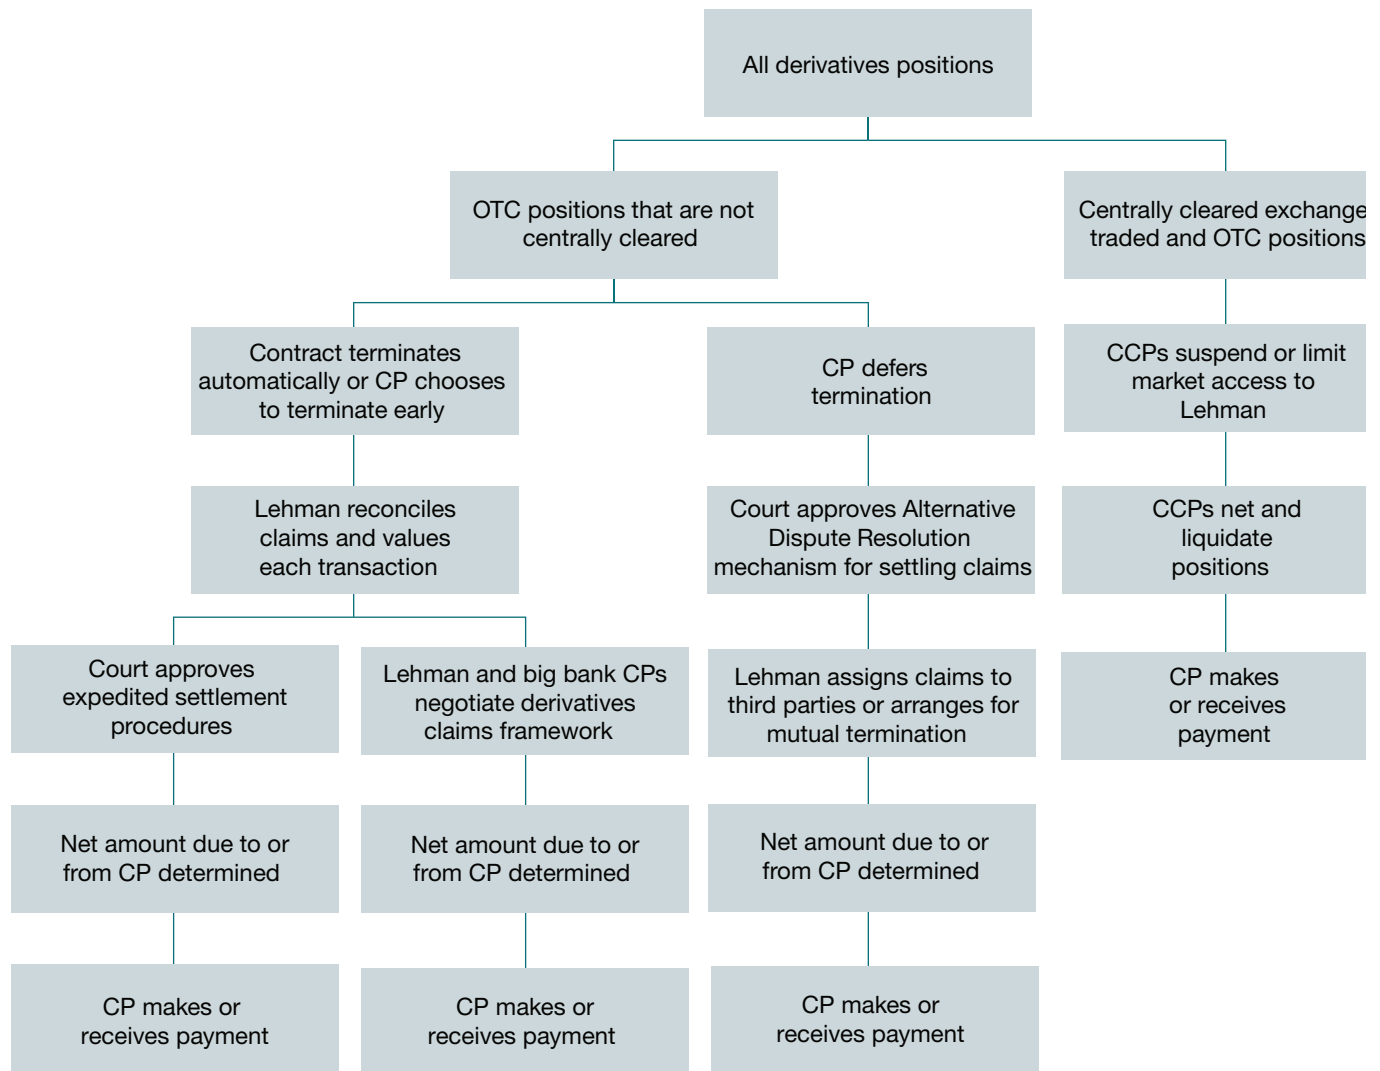 All derivatives positions
OTC positions that are not
centrally cleared
Centrally cleared exchange
traded and OTC positions
Contract terminates
automatically or CP chooses
to terminate early
CP defers
termination
CCPs suspend or limit
market access to
Lehman
Lehman reconciles
claims and values
each transaction
Court approves Alternative
Dispute Resolution
mechanism for settling claims
CCPs net and
liquidate
positions
Court approves
expedited settlement
procedures
Lehman and big bank CPs
negotiate derivatives
claims framework
Lehman assigns claims to
third parties or arranges for
mutual termination
CP makes
or receives
payment
Net amount due to or
from CP determined
Net amount due to or
from CP determined
Net amount due to or
from CP determined
CP makes or
receives payment
CP makes or
receives payment
CP makes or
receives payment